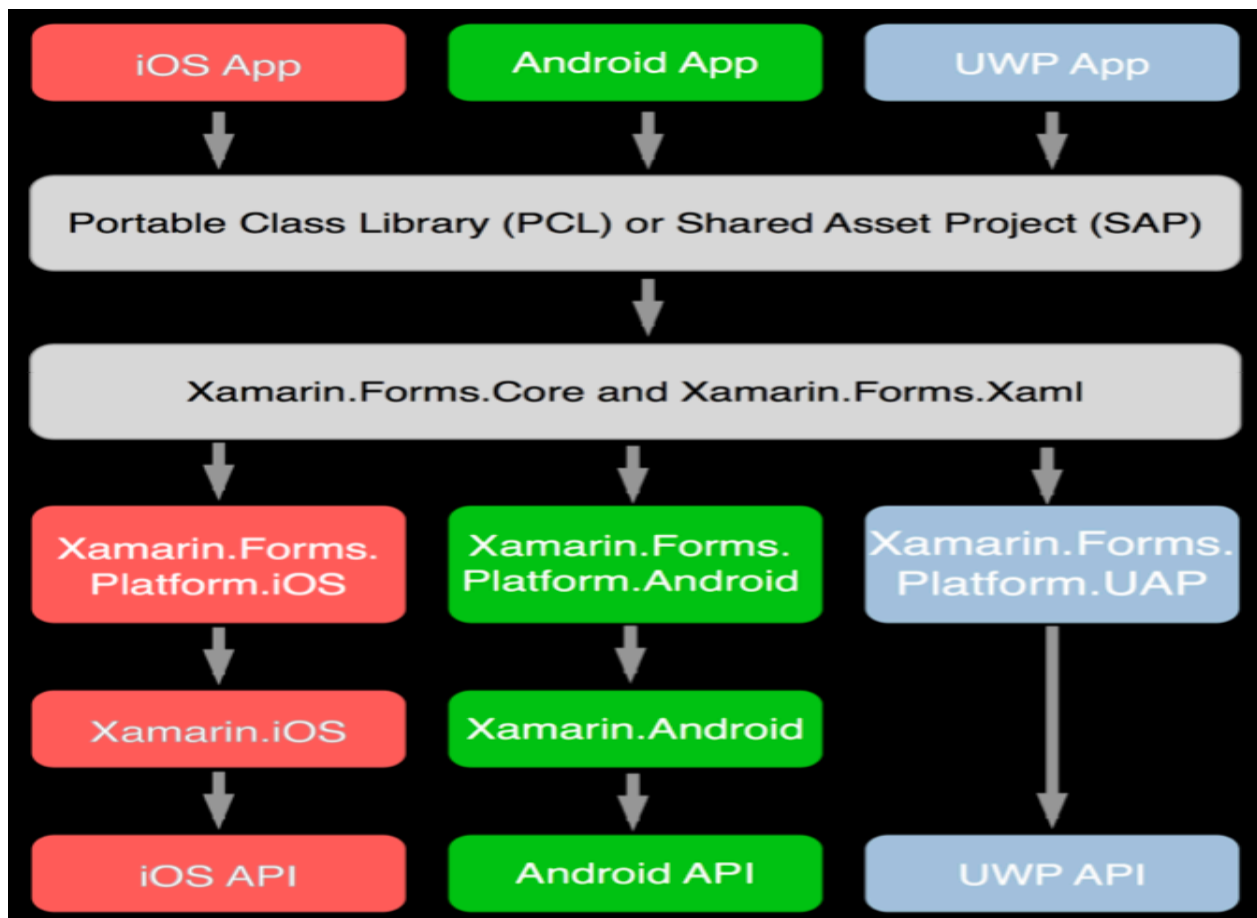 iOS App
Android App
UWP App
Portable Class Library (PCL) or Shared Asset Project (SAP)
Xamarin.Forms.Core and Xamarin.Forms.Xaml
Xamarin.Forms.
Platform.iOS
Xamarin.Forms.
Platform.Android
Xamarin.Forms.
Platform.UAP
Xamarin.iOS
Xamarin.Android
iOS API
Android API
UWP API